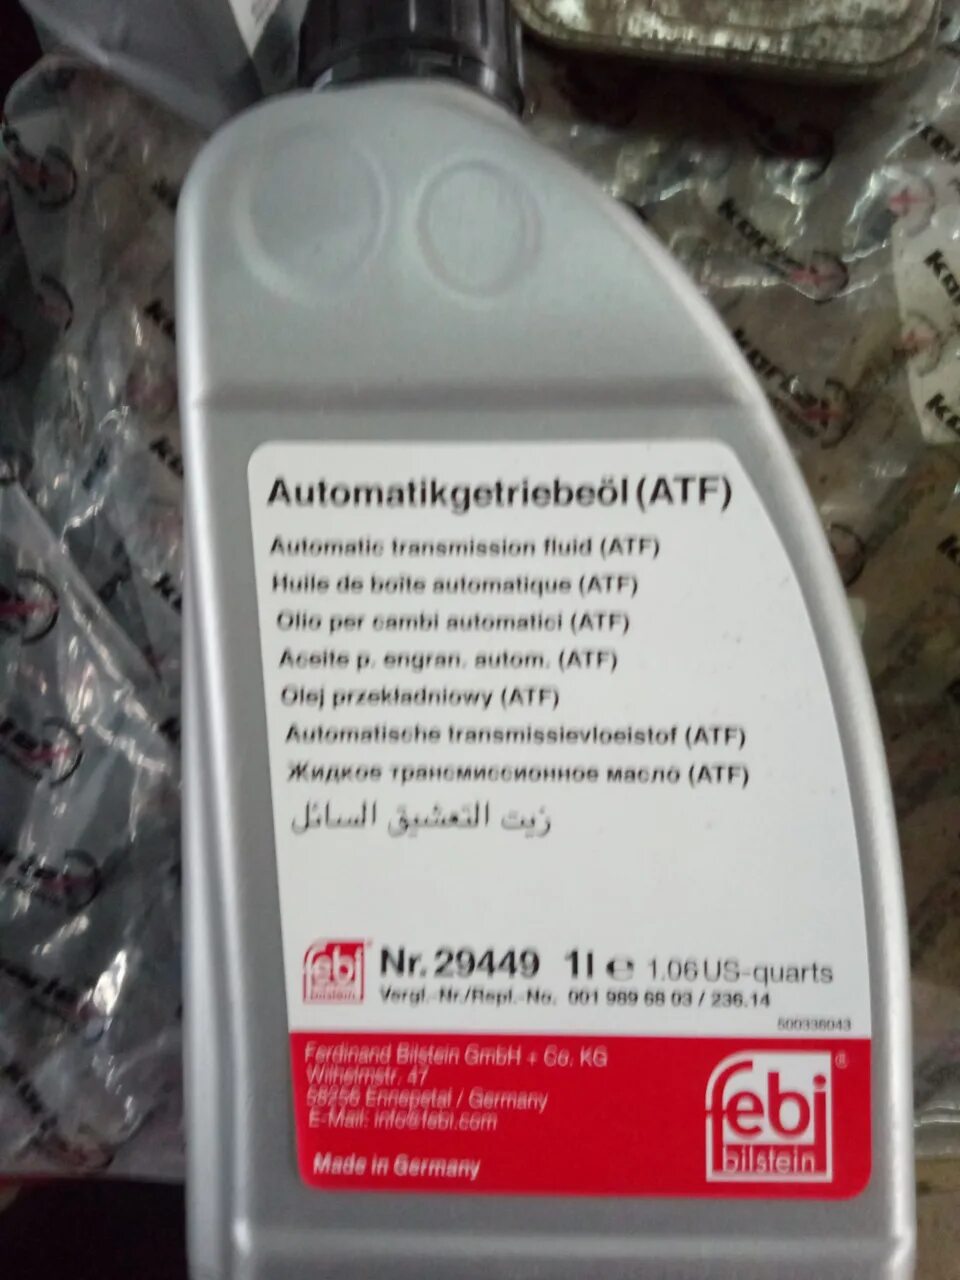 Automatikgetriebeöl (ATF)
Automatic transmission fluid (ATF)
Huile de boîte automatique (ATF)
Olio per cambi automatici (ATF)
Aceite p. engran. autom. (ATF)
Olej przekładniowy (ATF)
Automatische transmissievloeistof (ATF)
Жидкое трансмиссионное масло (ATF)
زيت التعشيق السائل
febi bilstein Nr. 29449 1l e 1.06 US-quarts
Vergl.-Nr./Repl.-No. 001 989 68 03 / 236.14
500336043
Ferdinand Bilstein GmbH + Co. KG
Wilhelmstr. 47
58256 Ennepetal / Germany
E-Mail: info@febi.com
Made in Germany
febi®
bilstein